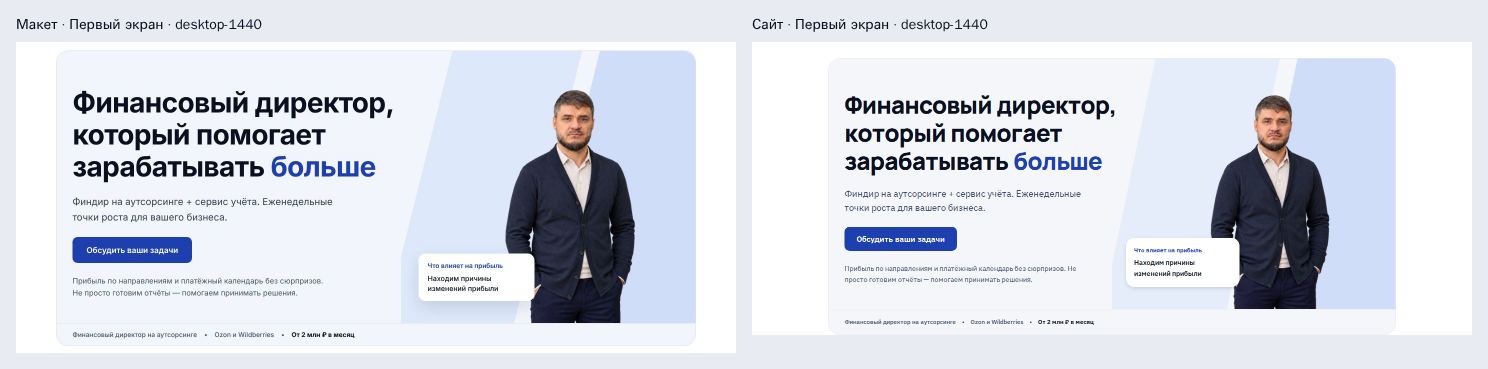 Макет · Первый экран · desktop-1440
Финансовый директор,
который помогает
зарабатывать больше
Финдир на аутсорсинге + сервис учёта. Еженедельные
точки роста для вашего бизнеса.
Обсудить ваши задачи
Что влияет на прибыль
Находим причины
изменений прибыли
Прибыль по направлениям и платёжный календарь без сюрпризов.
Не просто готовим отчёты — помогаем принимать решения.
Финансовый директор на аутсорсинге • Ozon и Wildberries • От 2 млн ₽ в месяц
Сайт · Первый экран · desktop-1440
Финансовый директор,
который помогает
зарабатывать больше
Финдир на аутсорсинге + сервис учёта. Еженедельные
точки роста для вашего бизнеса.
Обсудить ваши задачи
Что влияет на прибыль
Находим причины
изменений прибыли
Прибыль по направлениям и платёжный календарь без сюрпризов. Не
просто готовим отчёты — помогаем принимать решения.
Финансовый директор на аутсорсинге • Ozon и Wildberries • От 2 млн ₽ в месяц